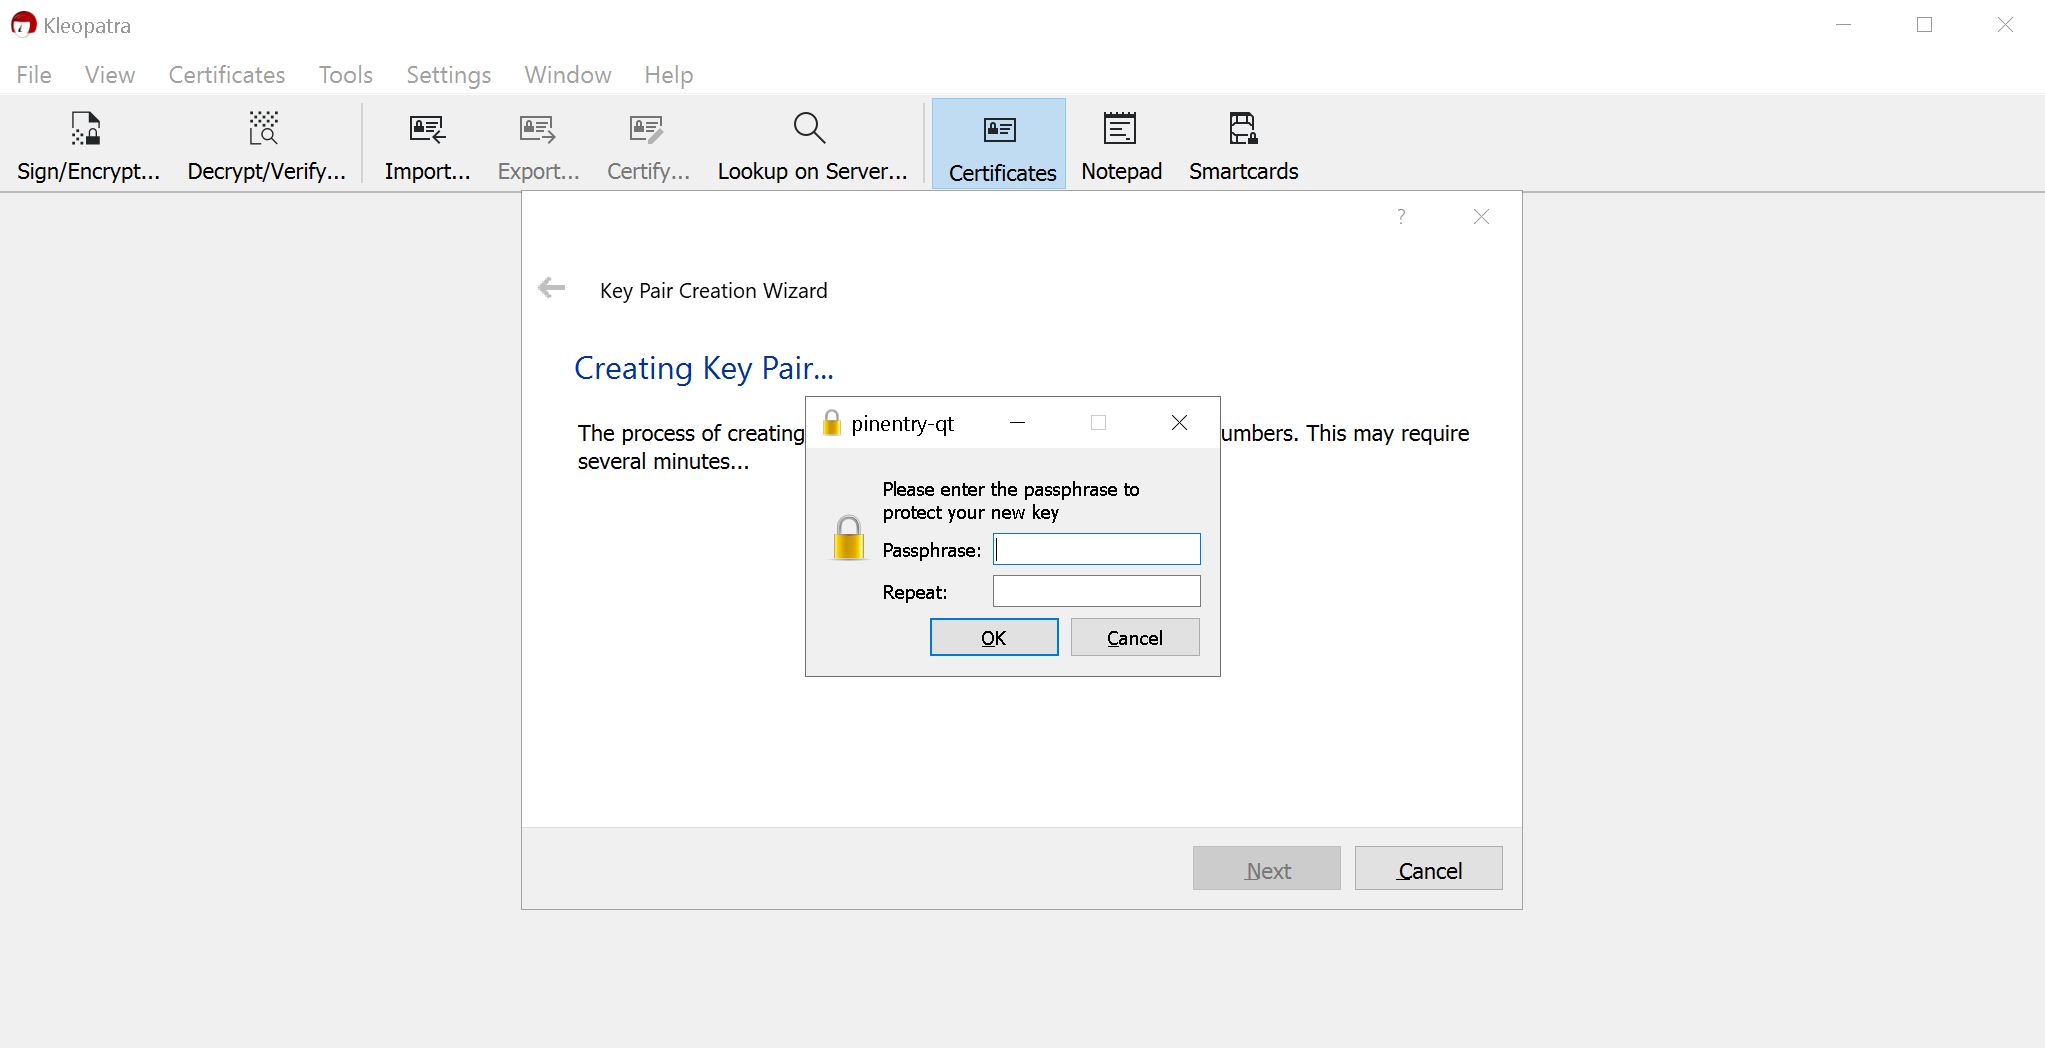 Kleopatra
File View Certificates Tools Settings Window Help
Sign/Encrypt... Decrypt/Verify... Import... Export... Certify... Lookup on Server... Certificates Notepad Smartcards
?
Key Pair Creation Wizard
Creating Key Pair...
The process of creating umbers. This may require
several minutes...
pinentry-qt
Please enter the passphrase to
protect your new key
Passphrase:
Repeat:
OK Cancel
Next Cancel